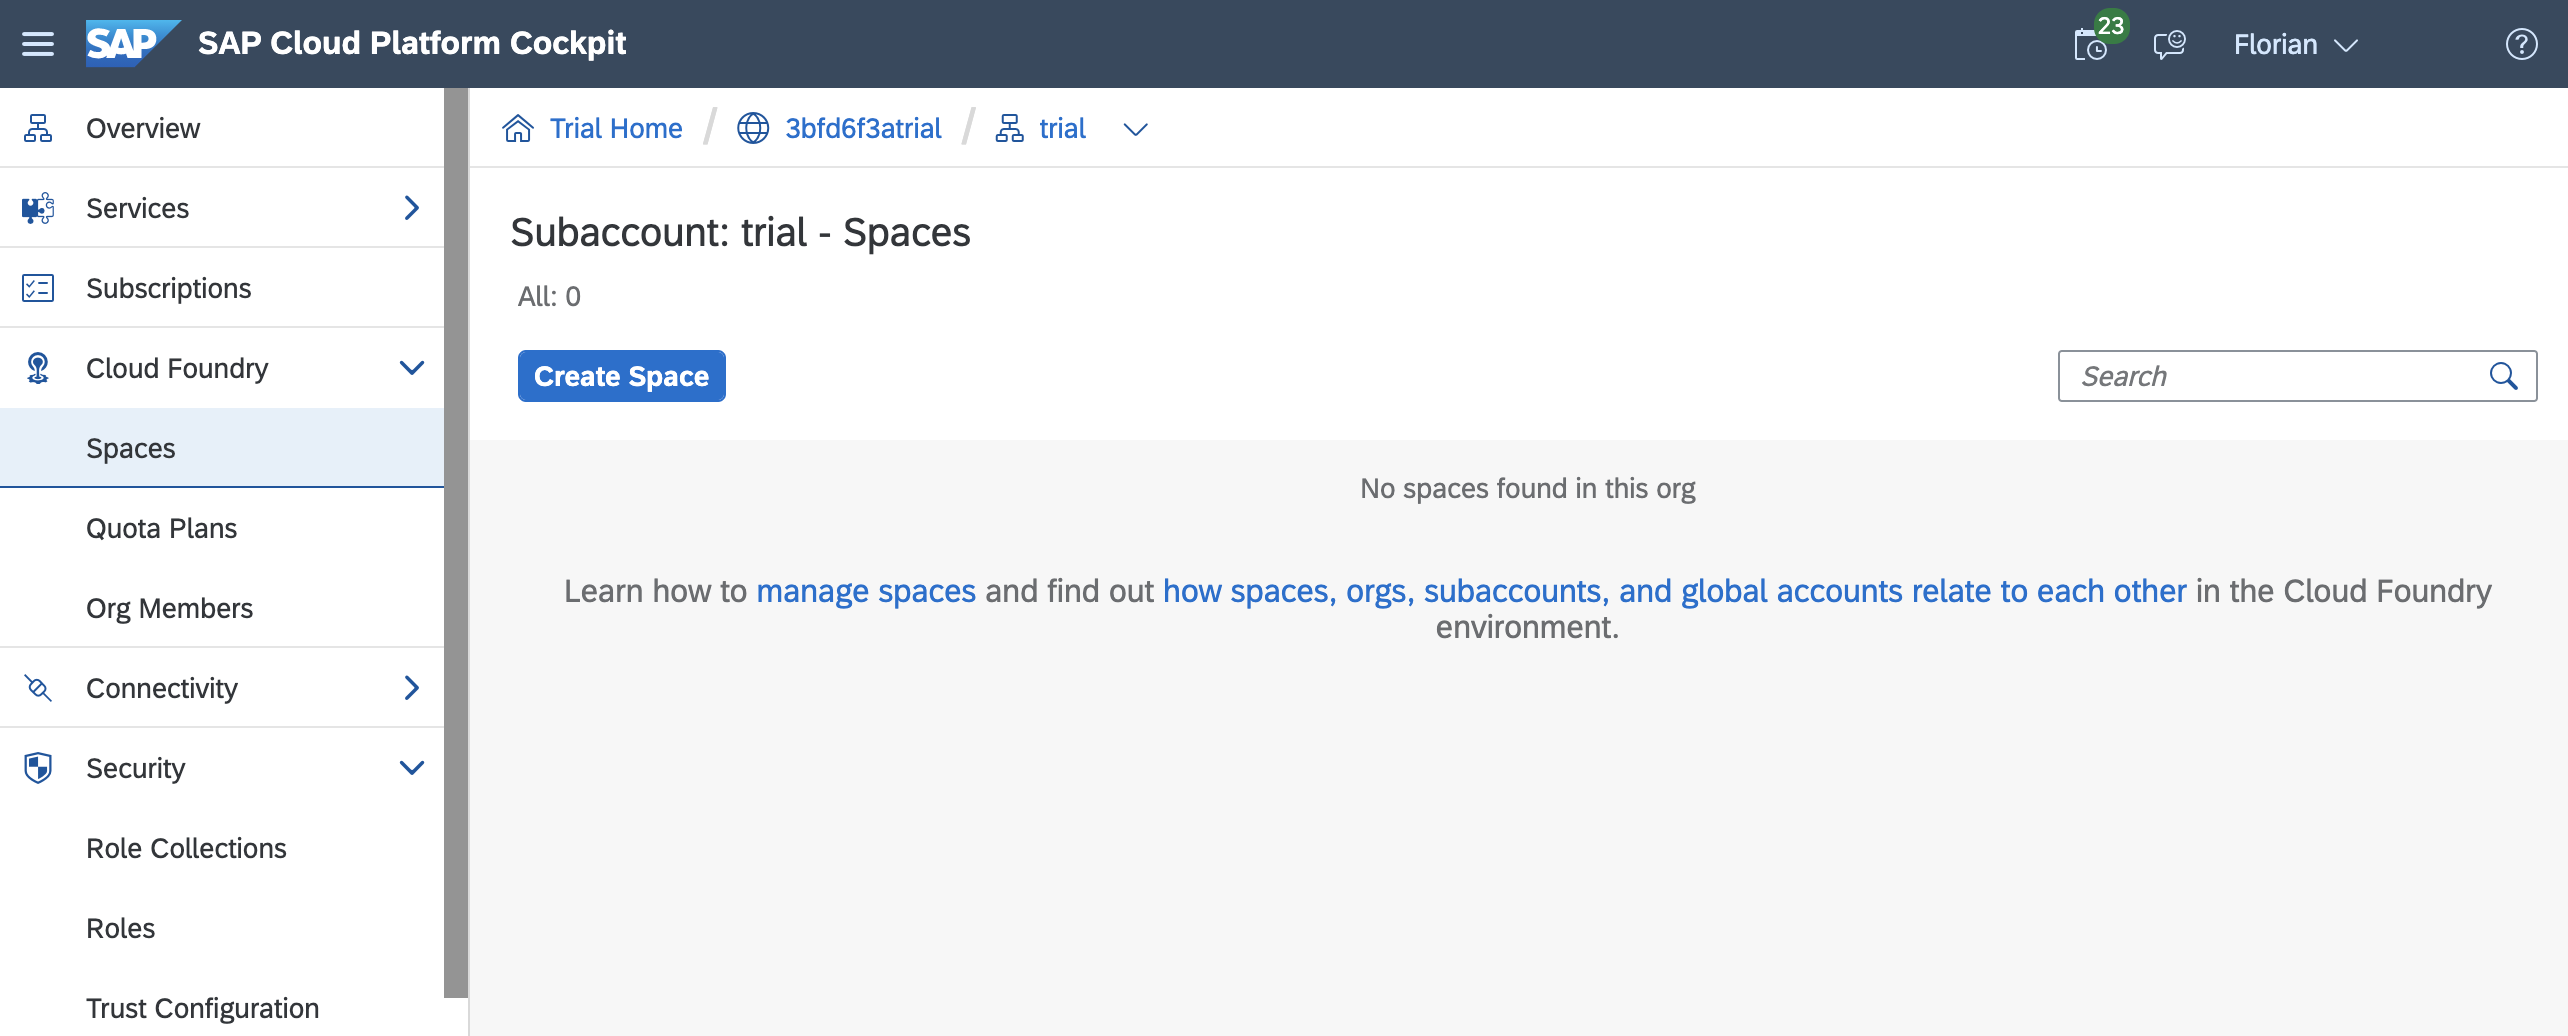 SAP SAP Cloud Platform Cockpit
23
Florian
Overview
Services
Subscriptions
Cloud Foundry
Spaces
Quota Plans
Org Members
Connectivity
Security
Role Collections
Roles
Trust Configuration
Trial Home / 3bfd6f3atrial / trial
Subaccount: trial - Spaces
All: 0
Create Space
Search
No spaces found in this org
Learn how to manage spaces and find out how spaces, orgs, subaccounts, and global accounts relate to each other in the Cloud Foundry
environment.